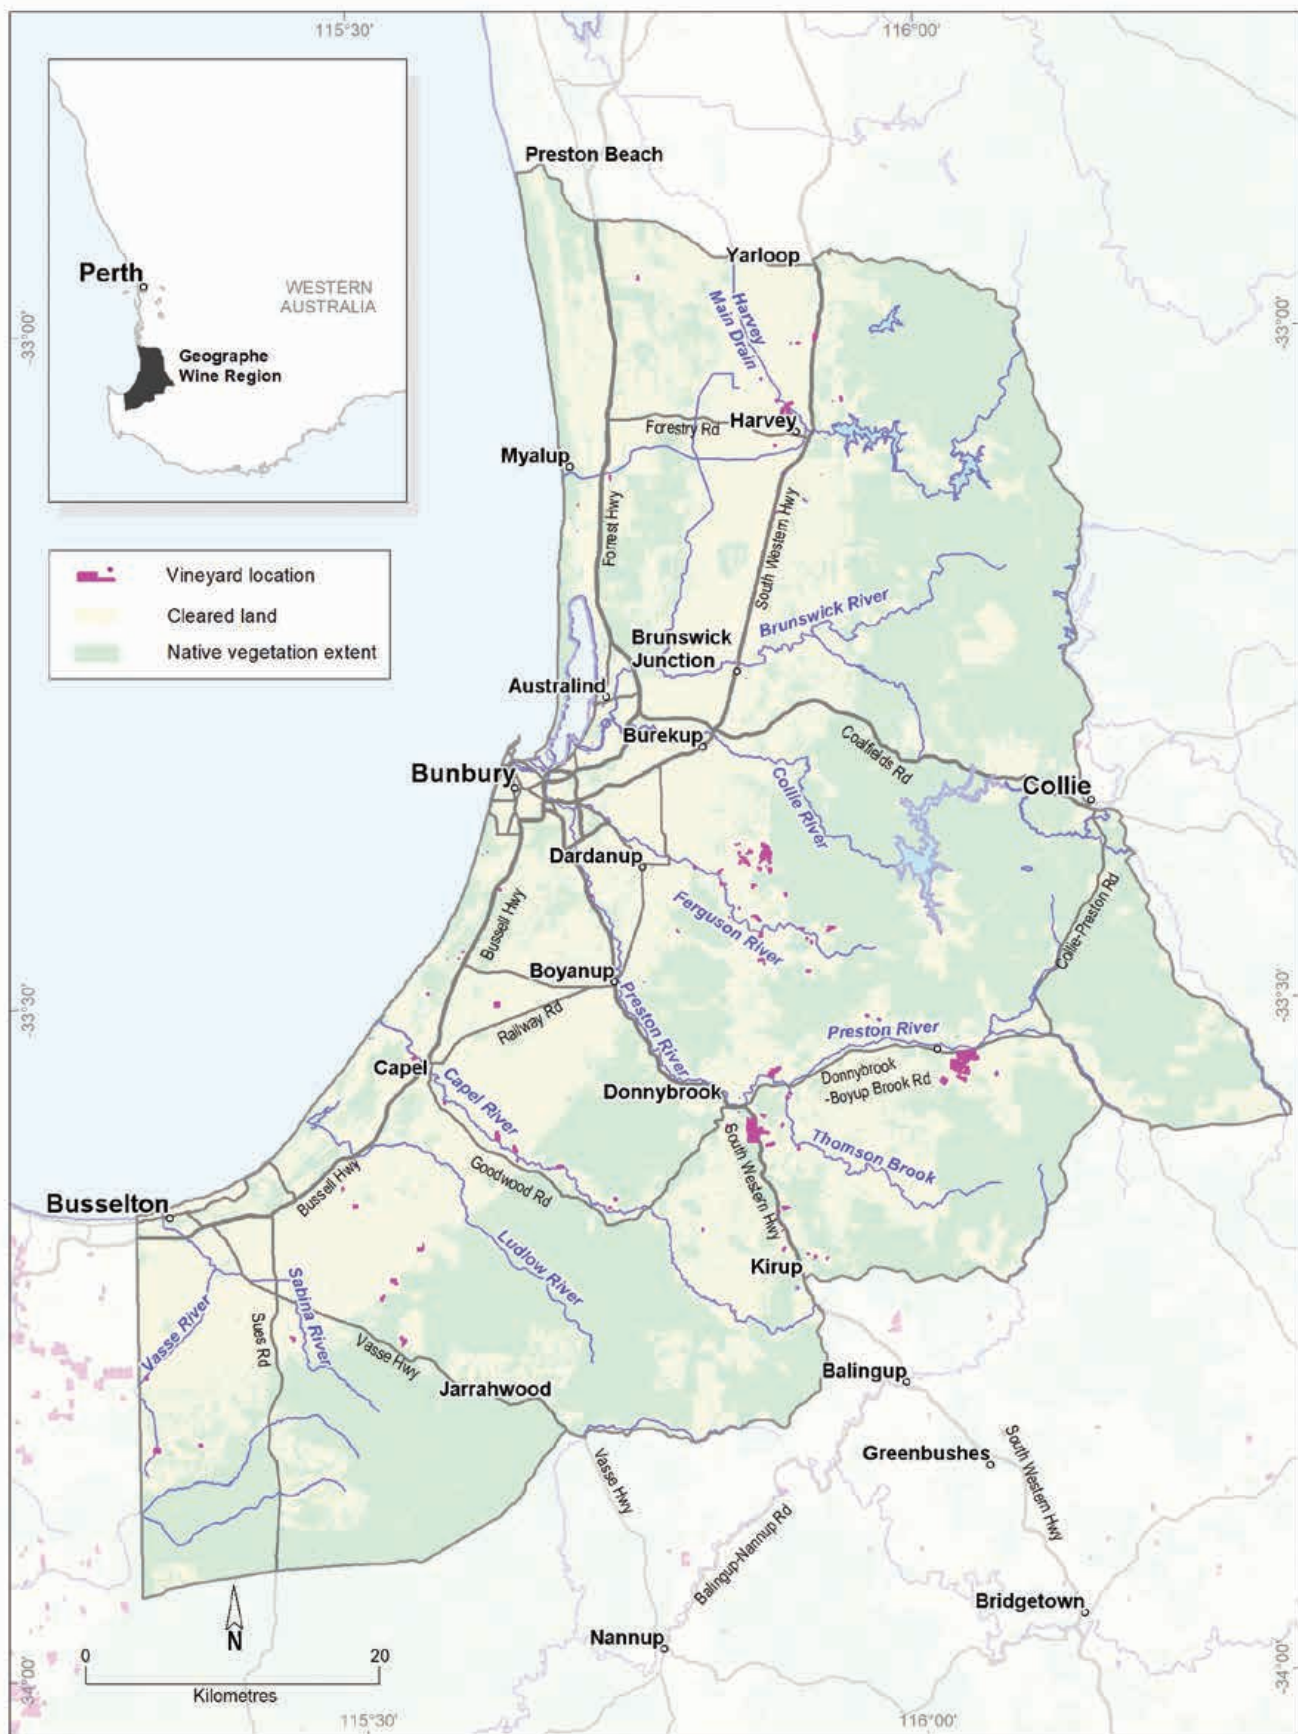 115°30'
116°00'
Preston Beach
Perth
WESTERN
AUSTRALIA
Geographe
Wine Region
Yarloop
Harvey
Main Drain
-33°00'
-33°00'
Harvey
Forestry Rd
Myalup
Forrest Hwy
South Western Hwy
Vineyard location
Cleared land
Native vegetation extent
Brunswick River
Brunswick
Junction
Australind
Burekup
Coalfields Rd
Bunbury
Collie River
Collie
Dardanup
Ferguson River
Collie-Preston Rd
Bussell Hwy
Boyanup
Preston River
-33°30'
-33°30'
Railway Rd
Preston River
Capel
Capel River
Donnybrook
Donnybrook
-Boyup Brook Rd
South Western Hwy
Thomson Brook
Goodwood Rd
Bussell Hwy
Busselton
Ludlow River
Kirup
Sabina River
Vasse River
Sues Rd
Vasse Hwy
Jarrahwood
Balingup
Greenbushes
South Western Hwy
Vasse Hwy
Balingup-Nannup Rd
Bridgetown
Nannup
N
0
20
Kilometres
-34°00'
-34°00'
115°30'
116°00'